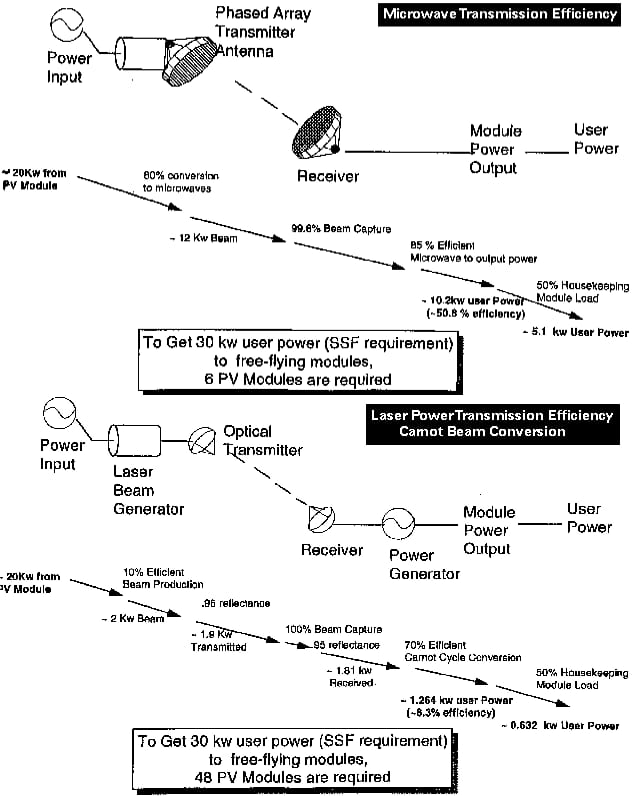 Microwave Transmission Efficiency
Phased Array
Transmitter
Antenna
Power
Input
Receiver
Module
Power
Output
User
Power
~ 20Kw from
PV Module
60% conversion
to microwaves
~ 12 Kw Beam
99.6% Beam Capture
85 % Efficient
Microwave to output power
~ 10.2kw user Power
(~50.8 % efficiency)
50% Housekeeping
Module Load
~ 5.1 kw User Power
To Get 30 kw user power (SSF requirement)
to free-flying modules,
6 PV Modules are required
Laser Power Transmission Efficiency
Carnot Beam Conversion
Power
Input
Laser
Beam
Generator
Optical
Transmitter
Receiver
Power
Generator
Module
Power
Output
User
Power
~ 20Kw from
PV Module
10% Efficient
Beam Production
~ 2 Kw Beam
.95 reflectance
~ 1.9 Kw
Transmitted
100% Beam Capture
.95 reflectance
~ 1.81 kw
Received
70% Efficient
Carnot Cycle Conversion
~ 1.264 kw user Power
(~6.3% efficiency)
50% Housekeeping
Module Load
~ 0.632 kw User Power
To Get 30 kw user power (SSF requirement)
to free-flying modules,
48 PV Modules are required